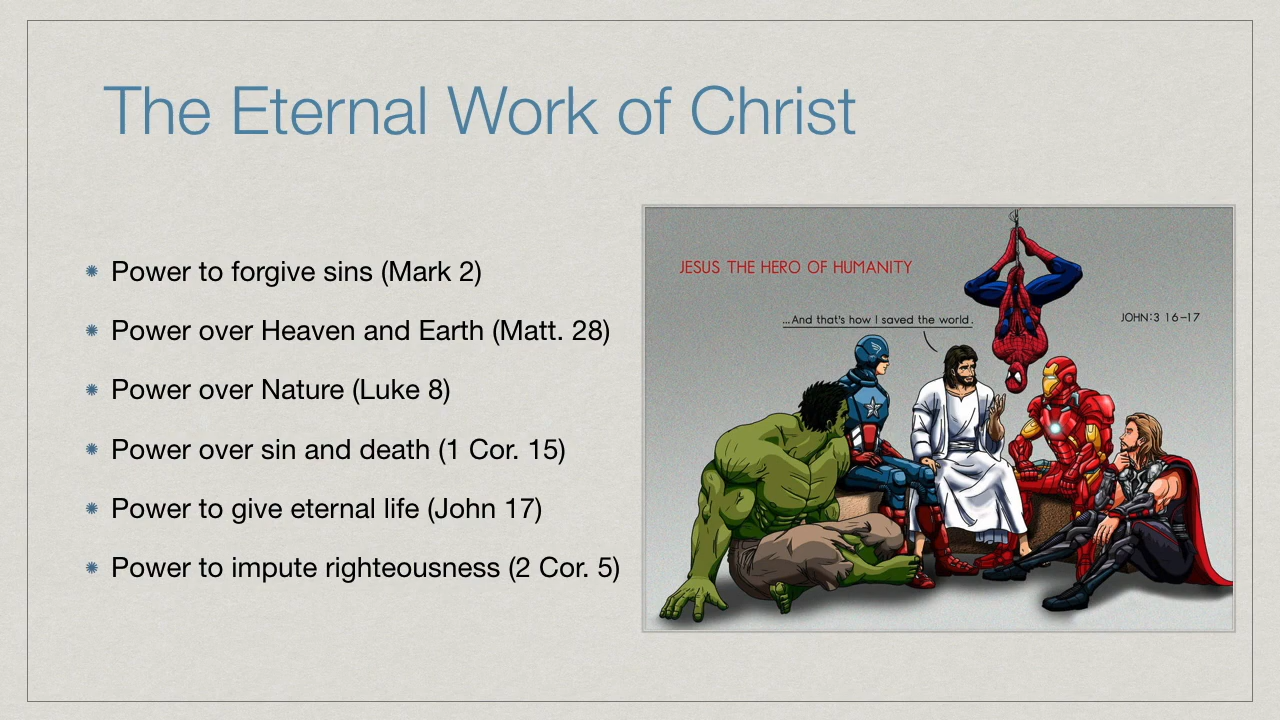 The Eternal Work of Christ
Power to forgive sins (Mark 2)
Power over Heaven and Earth (Matt. 28)
Power over Nature (Luke 8)
Power over sin and death (1 Cor. 15)
Power to give eternal life (John 17)
Power to impute righteousness (2 Cor. 5)
JESUS THE HERO OF HUMANITY
...And that's how I saved the world.
JOHN:3 16-17